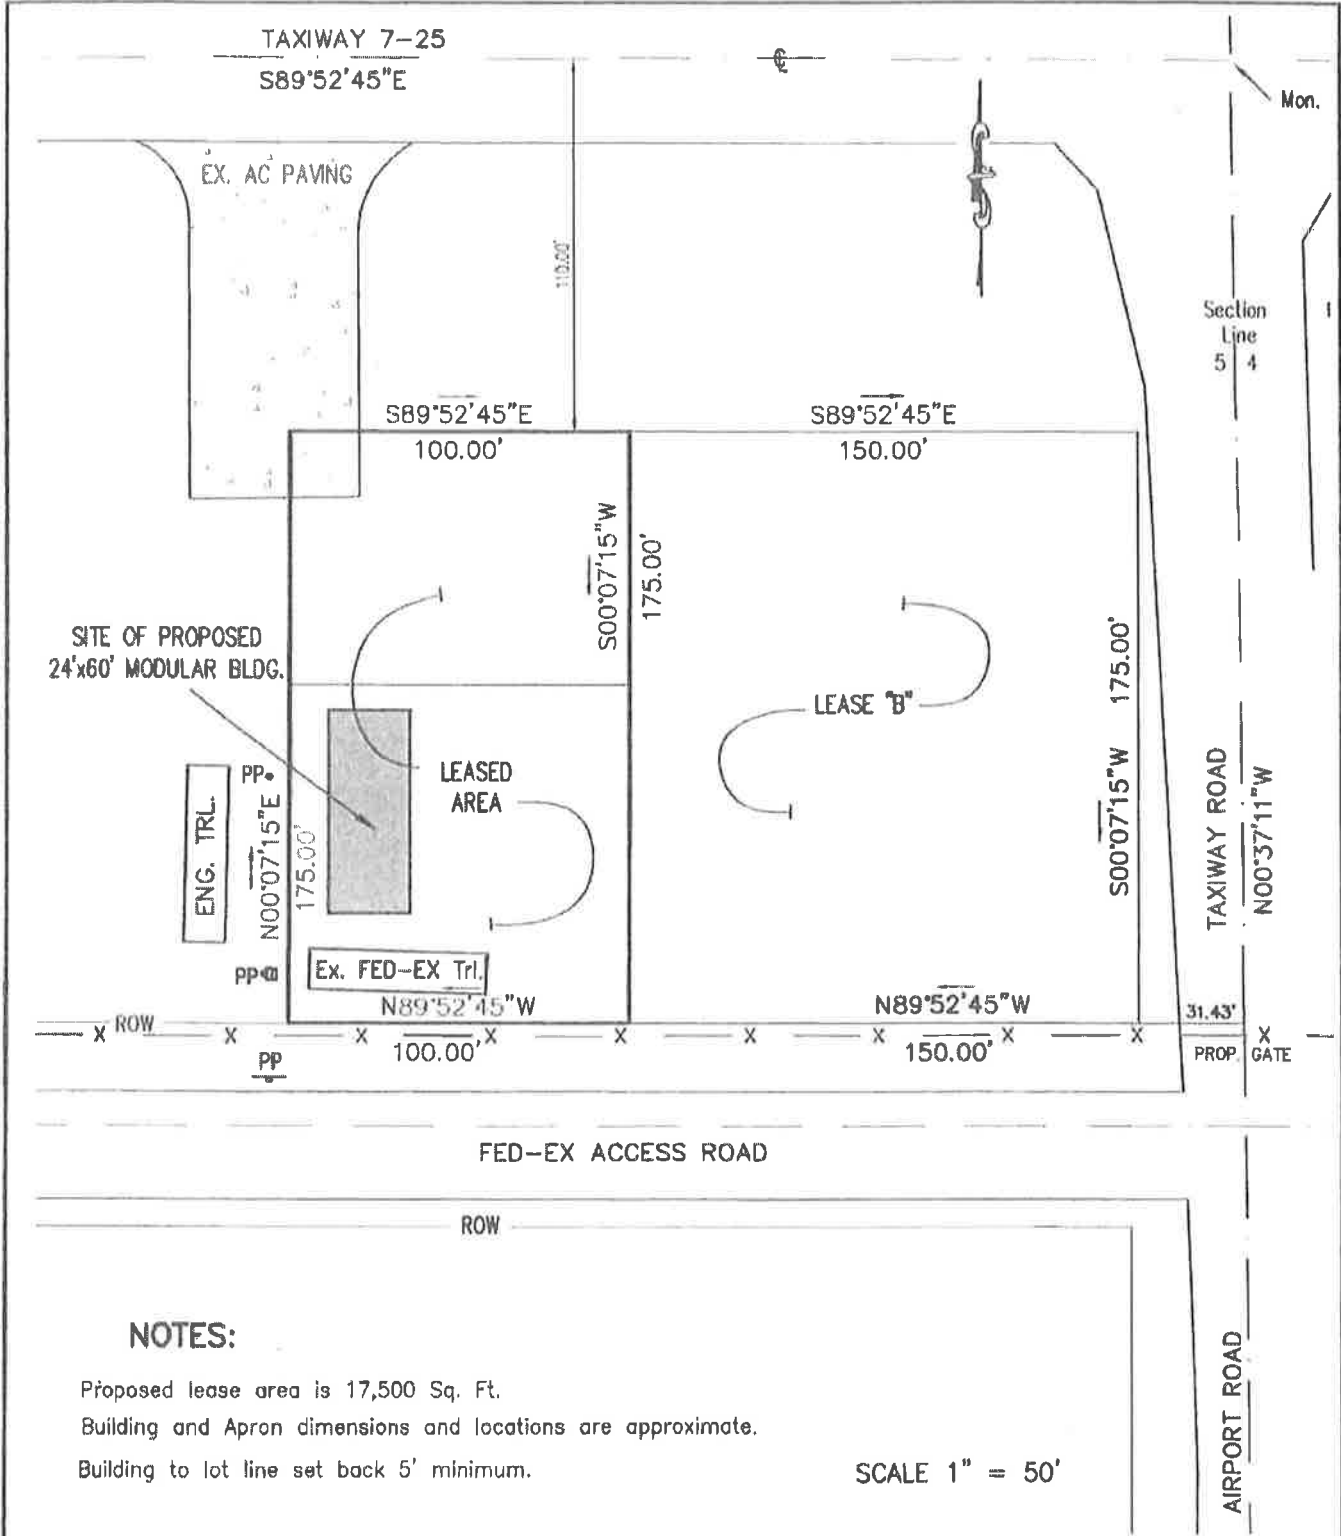 TAXIWAY 7-25
S89°52'45"E
℄
Mon.
EX. AC PAVING
110.00'
Section
Line
5 4
S89°52'45"E
100.00'
S89°52'45"E
150.00'
S00°07'15"W
175.00'
SITE OF PROPOSED
24'x60' MODULAR BLDG.
LEASED
AREA
LEASE "B"
S00°07'15"W 175.00'
TAXIWAY ROAD
N00°37'11"W
ENG. TRL.
PP
N00°07'15"E
175.00'
PP
Ex. FED-EX Trl.
N89°52'45"W
N89°52'45"W
31.43'
X ROW X X X X X X X X X
PP
100.00'
150.00'
PROP. GATE
FED-EX ACCESS ROAD
ROW
NOTES:
Proposed lease area is 17,500 Sq. Ft.
Building and Apron dimensions and locations are approximate.
Building to lot line set back 5' minimum.
SCALE 1" = 50'
AIRPORT ROAD